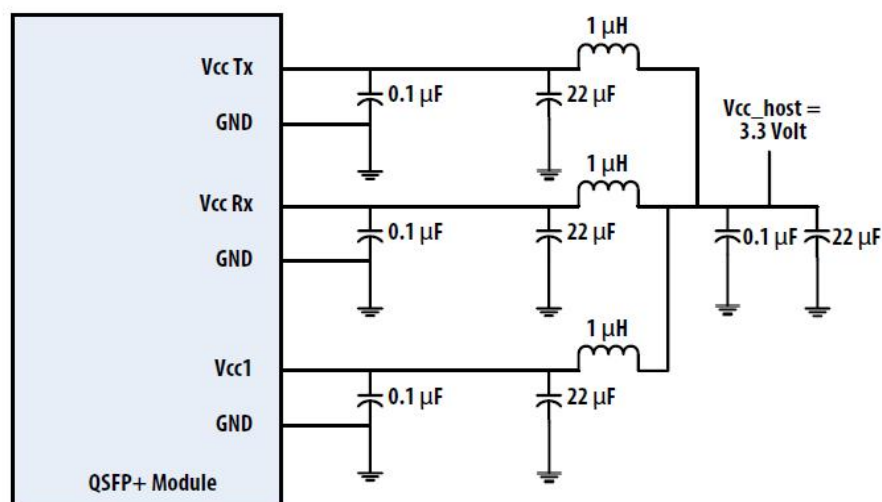 1 μH
Vcc Tx
0.1 μF
22 μF
GND
Vcc_host =
3.3 Volt
1 μH
Vcc Rx
0.1 μF
22 μF
0.1 μF
22 μF
GND
1 μH
Vcc1
0.1 μF
22 μF
GND
QSFP+ Module